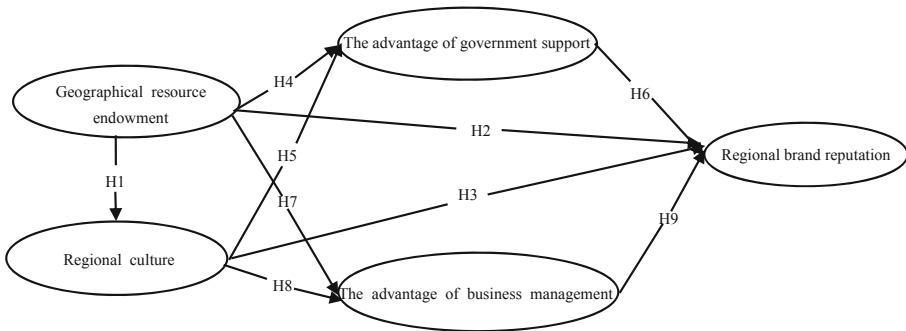 The advantage of government support
H4
H6
Geographical resource
endowment
H2
H5
Regional brand reputation
H1
H3
H7
H9
Regional culture
H8
The advantage of business management